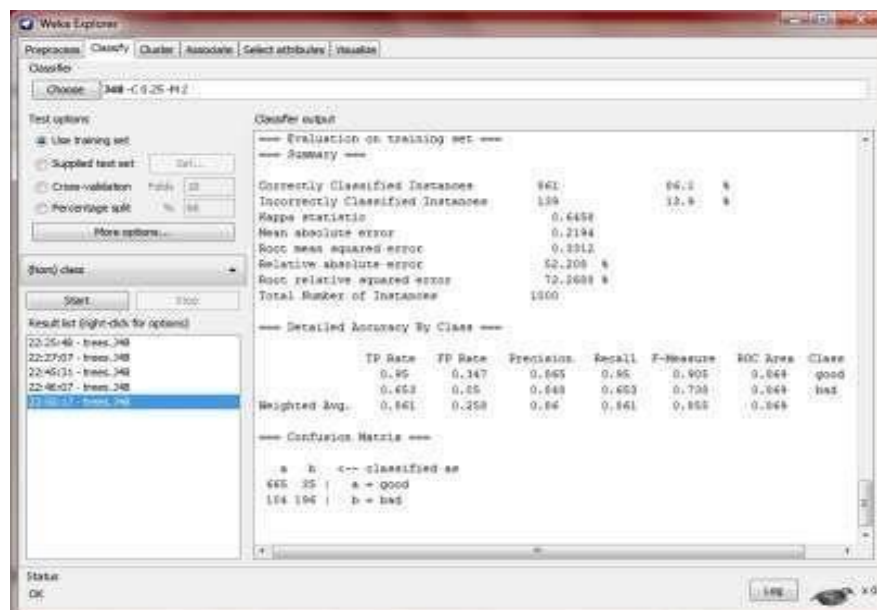 Weka Explorer
Preprocess Classify Cluster Associate Select attributes Visualize
Classifier
Choose J48 -C 0.25 -M 2
Test options
Use training set
Supplied test set Set...
Cross-validation Folds 10
Percentage split % 66
More options...
(Nom) class
Start Stop
Result list (right-click for options)
22:25:48 - trees.J48
22:27:07 - trees.J48
22:45:31 - trees.J48
22:46:07 - trees.J48
- trees.J48
Classifier output
=== Evaluation on training set ===
=== Summary ===
Correctly Classified Instances 861 86.1 %
Incorrectly Classified Instances 139 13.9 %
Kappa statistic 0.6458
Mean absolute error 0.2194
Root mean squared error 0.3312
Relative absolute error 52.208 %
Root relative squared error 72.2688 %
Total Number of Instances 1000
=== Detailed Accuracy By Class ===
TP Rate FP Rate Precision Recall F-Measure ROC Area Class
0.95 0.347 0.865 0.95 0.905 0.869 good
0.653 0.05 0.848 0.653 0.738 0.869 bad
Weighted Avg. 0.861 0.258 0.86 0.861 0.855 0.869
=== Confusion Matrix ===
a b <-- classified as
665 35 | a = good
104 196 | b = bad
Status
OK
Log
x 0